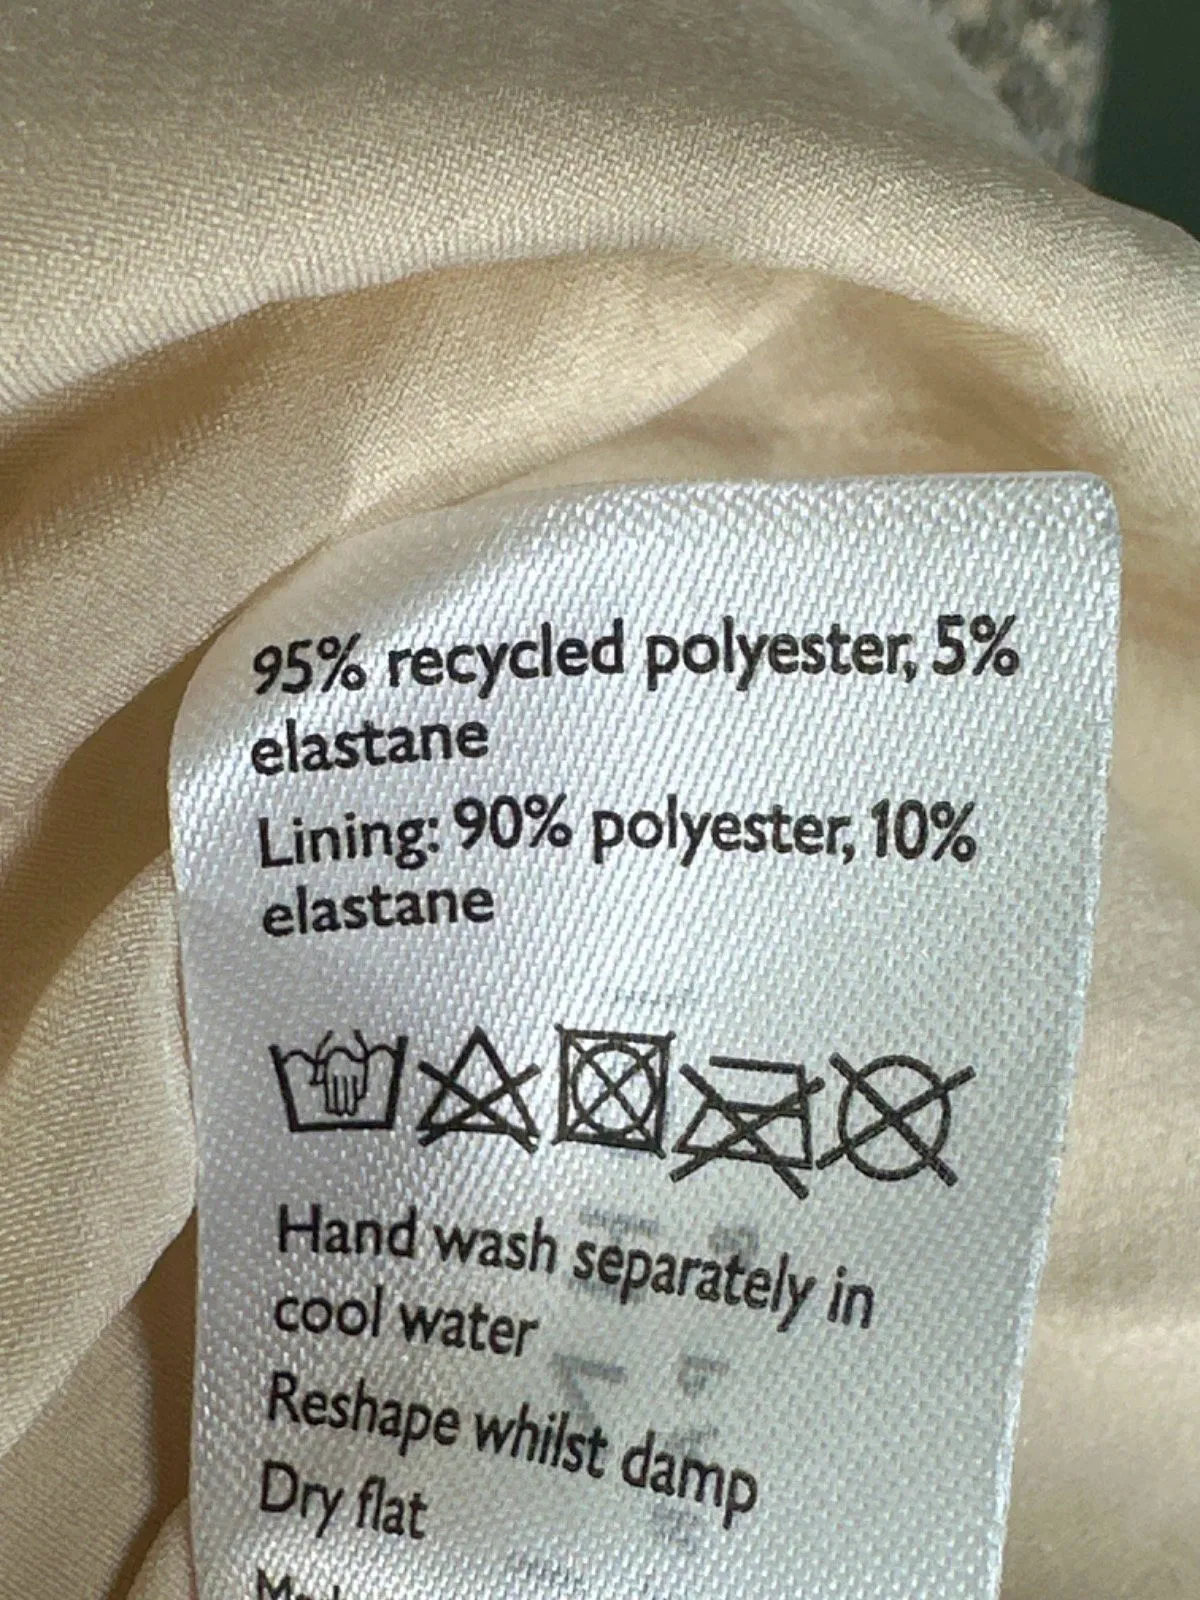 95% recycled polyester, 5%
elastane
Lining: 90% polyester, 10%
elastane
Hand wash separately in
cool water
Reshape whilst damp
Dry flat